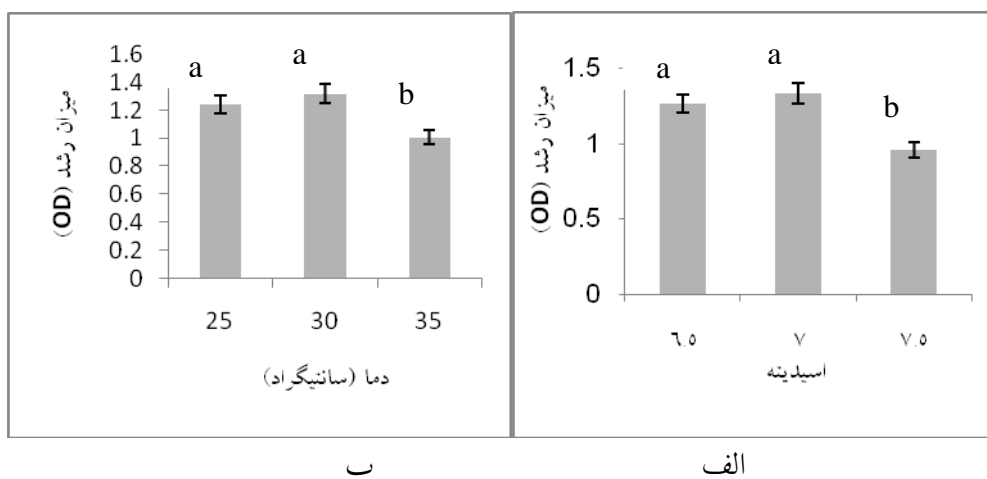 میزان رشد (OD)
1.5
1
0.5
0
a
a
b
٦.٥ ٧ ٧.٥
اسیدینه
میزان رشد (OD)
1.6
1.4
1.2
1
0.8
0.6
0.4
0.2
0
a
a
b
25 30 35
دما (سانتیگراد)
الف
ب